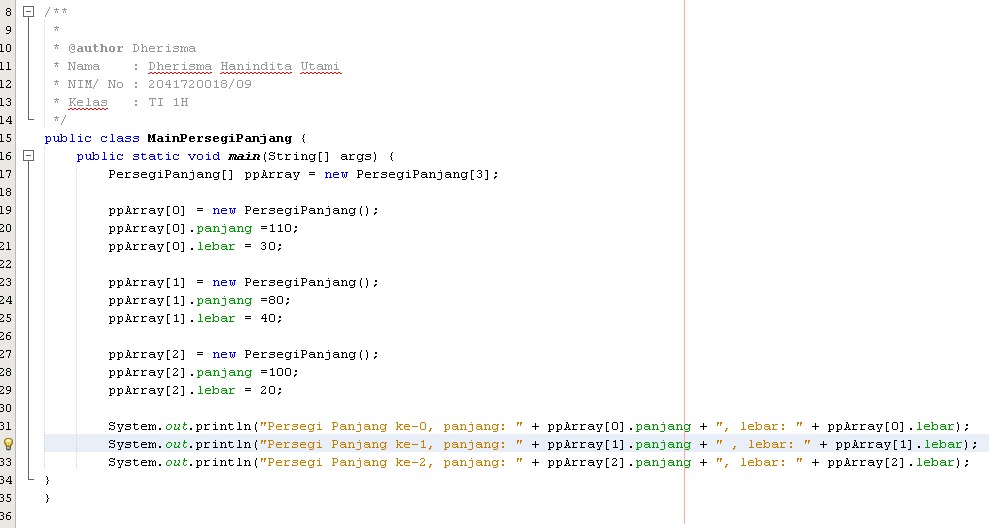 8 /**
9 *
10 * @author Dherisma
11 * Nama : Dherisma Hanindita Utami
12 * NIM/ No : 2041720018/09
13 * Kelas : TI 1H
14 */
15 public class MainPersegiPanjang {
16 public static void main(String[] args) {
17 PersegiPanjang[] ppArray = new PersegiPanjang[3];
18
19 ppArray[0] = new PersegiPanjang();
20 ppArray[0].panjang =110;
21 ppArray[0].lebar = 30;
22
23 ppArray[1] = new PersegiPanjang();
24 ppArray[1].panjang =80;
25 ppArray[1].lebar = 40;
26
27 ppArray[2] = new PersegiPanjang();
28 ppArray[2].panjang =100;
29 ppArray[2].lebar = 20;
30
31 System.out.println("Persegi Panjang ke-0, panjang: " + ppArray[0].panjang + ", lebar: " + ppArray[0].lebar);
System.out.println("Persegi Panjang ke-1, panjang: " + ppArray[1].panjang + " , lebar: " + ppArray[1].lebar);
33 System.out.println("Persegi Panjang ke-2, panjang: " + ppArray[2].panjang + ", lebar: " + ppArray[2].lebar);
34 }
35 }
36